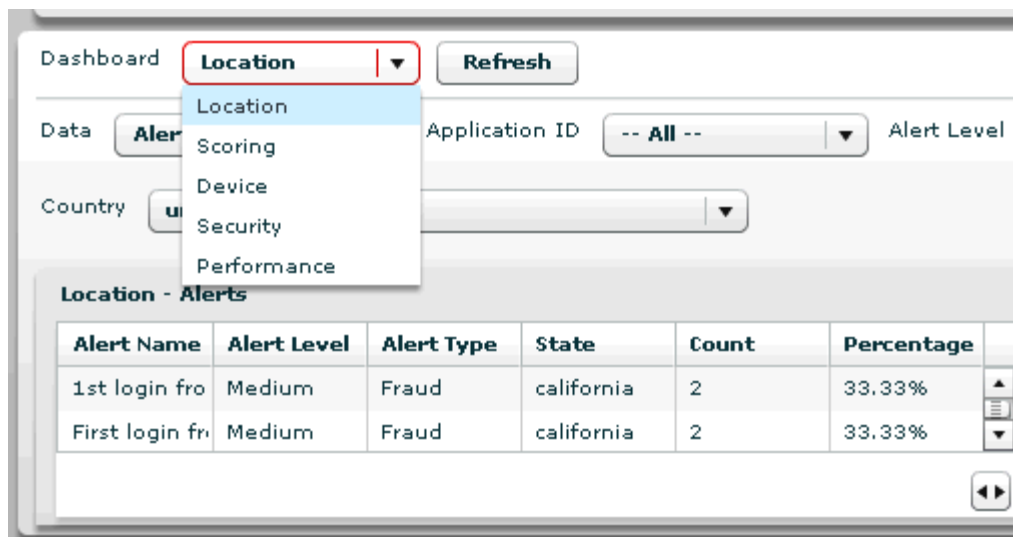 Dashboard Location Refresh
Location
Data Application ID -- All -- Alert Level
Scoring
Device
Country
Security
Performance
Location - Alerts
Alert Name Alert Level Alert Type State Count Percentage
1st login fro Medium Fraud california 2 33.33%
First login fr Medium Fraud california 2 33.33%